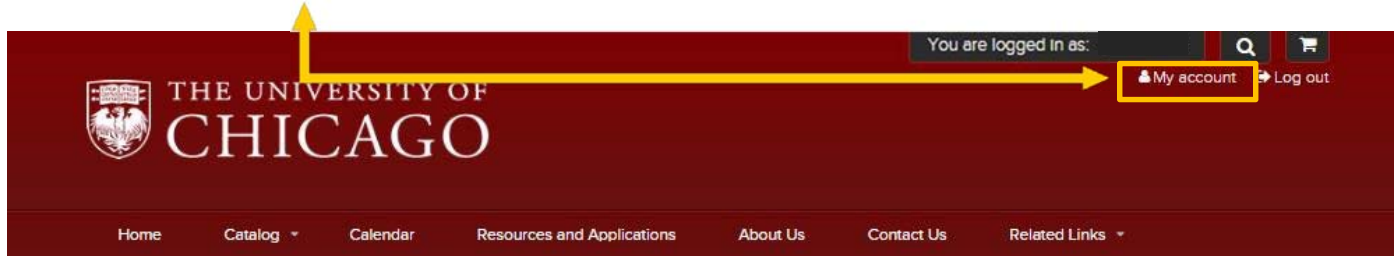 You are logged in as:
My account Log out
THE UNIVERSITY OF
CHICAGO
Home Catalog Calendar Resources and Applications About Us Contact Us Related Links